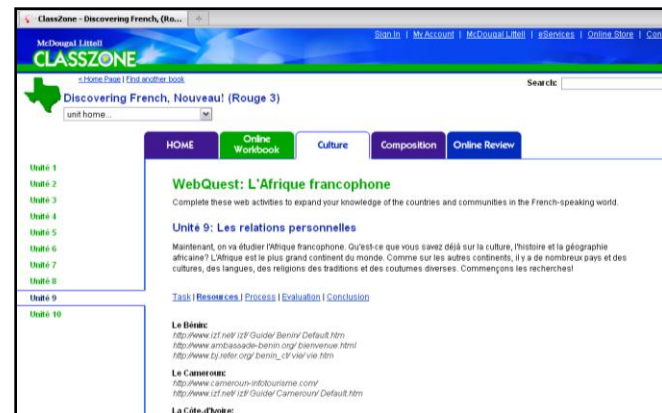 ClassZone - Discovering French, (Ro...
Sign In | My Account | McDougal Littell | eServices | Online Store |
McDougal Littell
CLASSZONE
< Home Page | Find another book
Search:
Discovering French, Nouveau! (Rouge 3)
unit home...
HOME
Online Workbook
Culture
Composition
Online Review
Unité 1
Unité 2
Unité 3
Unité 4
Unité 5
Unité 6
Unité 7
Unité 8
Unité 9
Unité 10
WebQuest: L'Afrique francophone
Complete these web activities to expand your knowledge of the countries and communities in the French-speaking world.
Unité 9: Les relations personnelles
Maintenant, on va étudier l'Afrique francophone. Qu'est-ce que vous savez déjà sur la culture, l'histoire et la géographie
africaine? L'Afrique est le plus grand continent du monde. Comme sur les autres continents, il y a de nombreux pays et des
cultures, des langues, des religions des traditions et des coutumes diverses. Commençons les recherches!
Task | Resources | Process | Evaluation | Conclusion
Le Bénin:
http://www.izf.net/ izf/ Guide/ Benin/ Default.htm
http://www.ambassade-benin.org/ bienvenue.html
http://www.bj.refer.org/ benin_ct/ vie/ vie.htm
Le Cameroun:
http://www.cameroun-infotourisme.com/
http://www.izf.net/ izf/ Guide/ Cameroun/ Default.htm
La Côte-d'Ivoire: